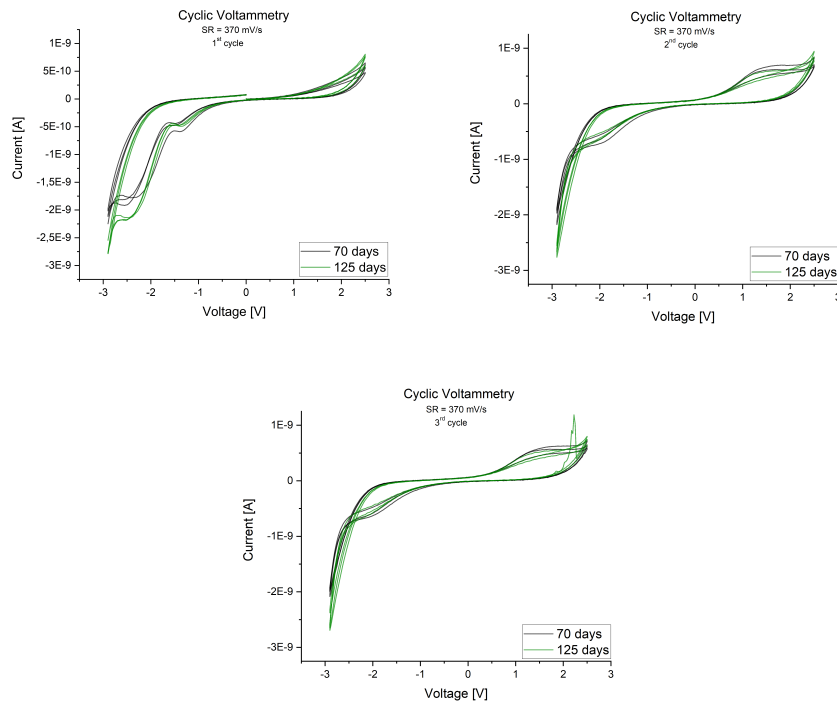 Cyclic Voltammetry
SR = 370 mV/s
1st cycle
1E-9
5E-10
0
-5E-10
-1E-9
-1,5E-9
-2E-9
-2,5E-9
-3E-9
Current [A]
-3 -2 -1 0 1 2 3
Voltage [V]
70 days
125 days
Cyclic Voltammetry
SR = 370 mV/s
2nd cycle
1E-9
0
-1E-9
-2E-9
-3E-9
Current [A]
-3 -2 -1 0 1 2 3
Voltage [V]
70 days
125 days
Cyclic Voltammetry
SR = 370 mV/s
3rd cycle
1E-9
0
-1E-9
-2E-9
-3E-9
Current [A]
-3 -2 -1 0 1 2 3
Voltage [V]
70 days
125 days